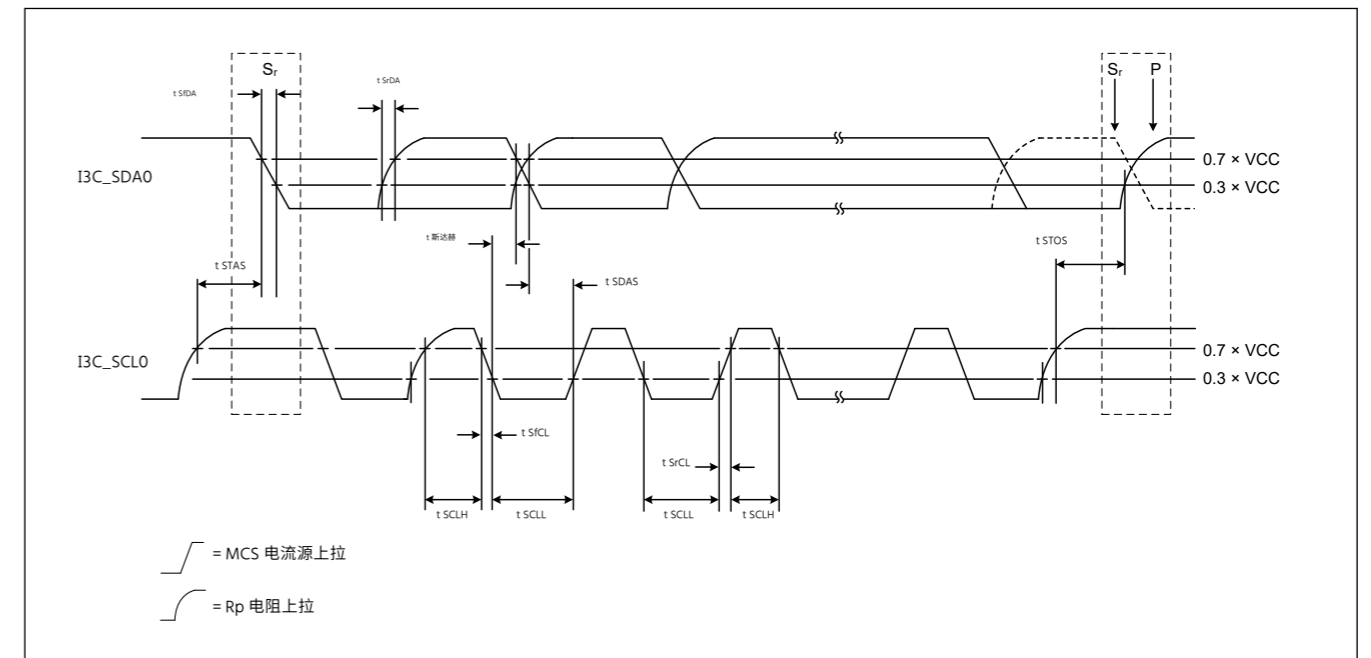 Sr
Sr P
t SfDA
t SrDA
I3C_SDA0
0.7 × VCC
0.3 × VCC
t 斯达赫
t STOS
t STAS
t SDAS
I3C_SCL0
0.7 × VCC
0.3 × VCC
t SfCL
t SrCL
t SCLH
t SCLL
t SCLL
t SCLH
= MCS 电流源上拉
= Rp 电阻上拉